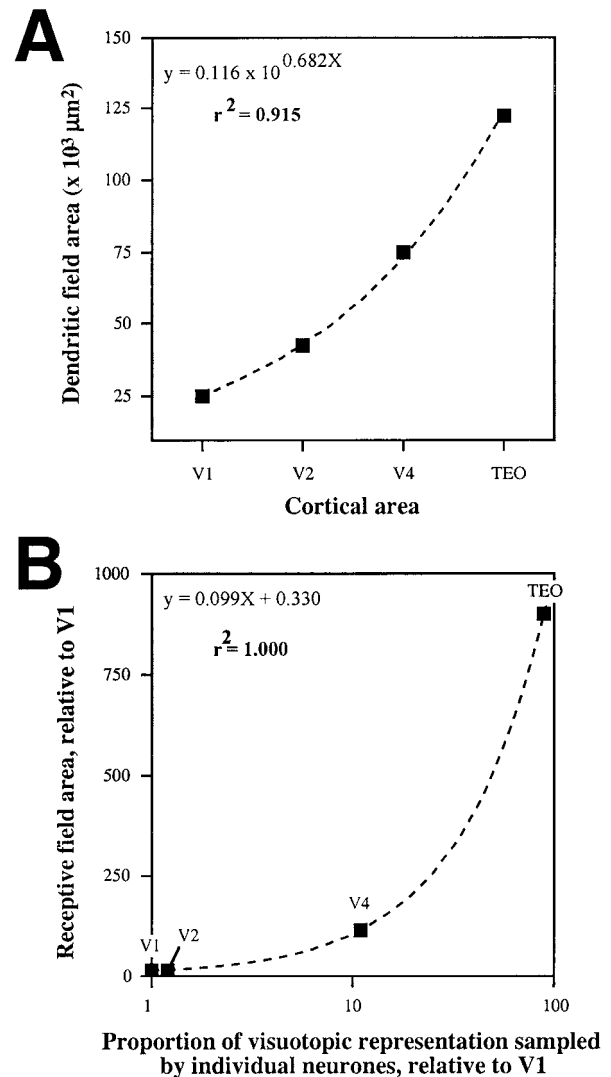 A
150
125
100
75
50
25
Dendritic field area (x 10³ µm²)
y = 0.116 x 10 0.682X
r² = 0.915
V1
V2
V4
TEO
Cortical area
B
1000
750
500
250
0
Receptive field area, relative to V1
y = 0.099X + 0.330
r² = 1.000
TEO
V4
V1
V2
1
10
100
Proportion of visuotopic representation sampled
by individual neurones, relative to V1